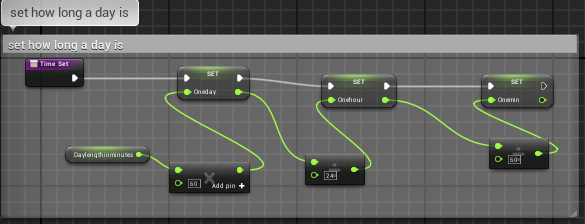 set how long a day is
set how long a day is
Time Set
SET
Oneday
SET
Onehour
SET
Onemin
Daylengthinminutes
60
Add pin +
24
60